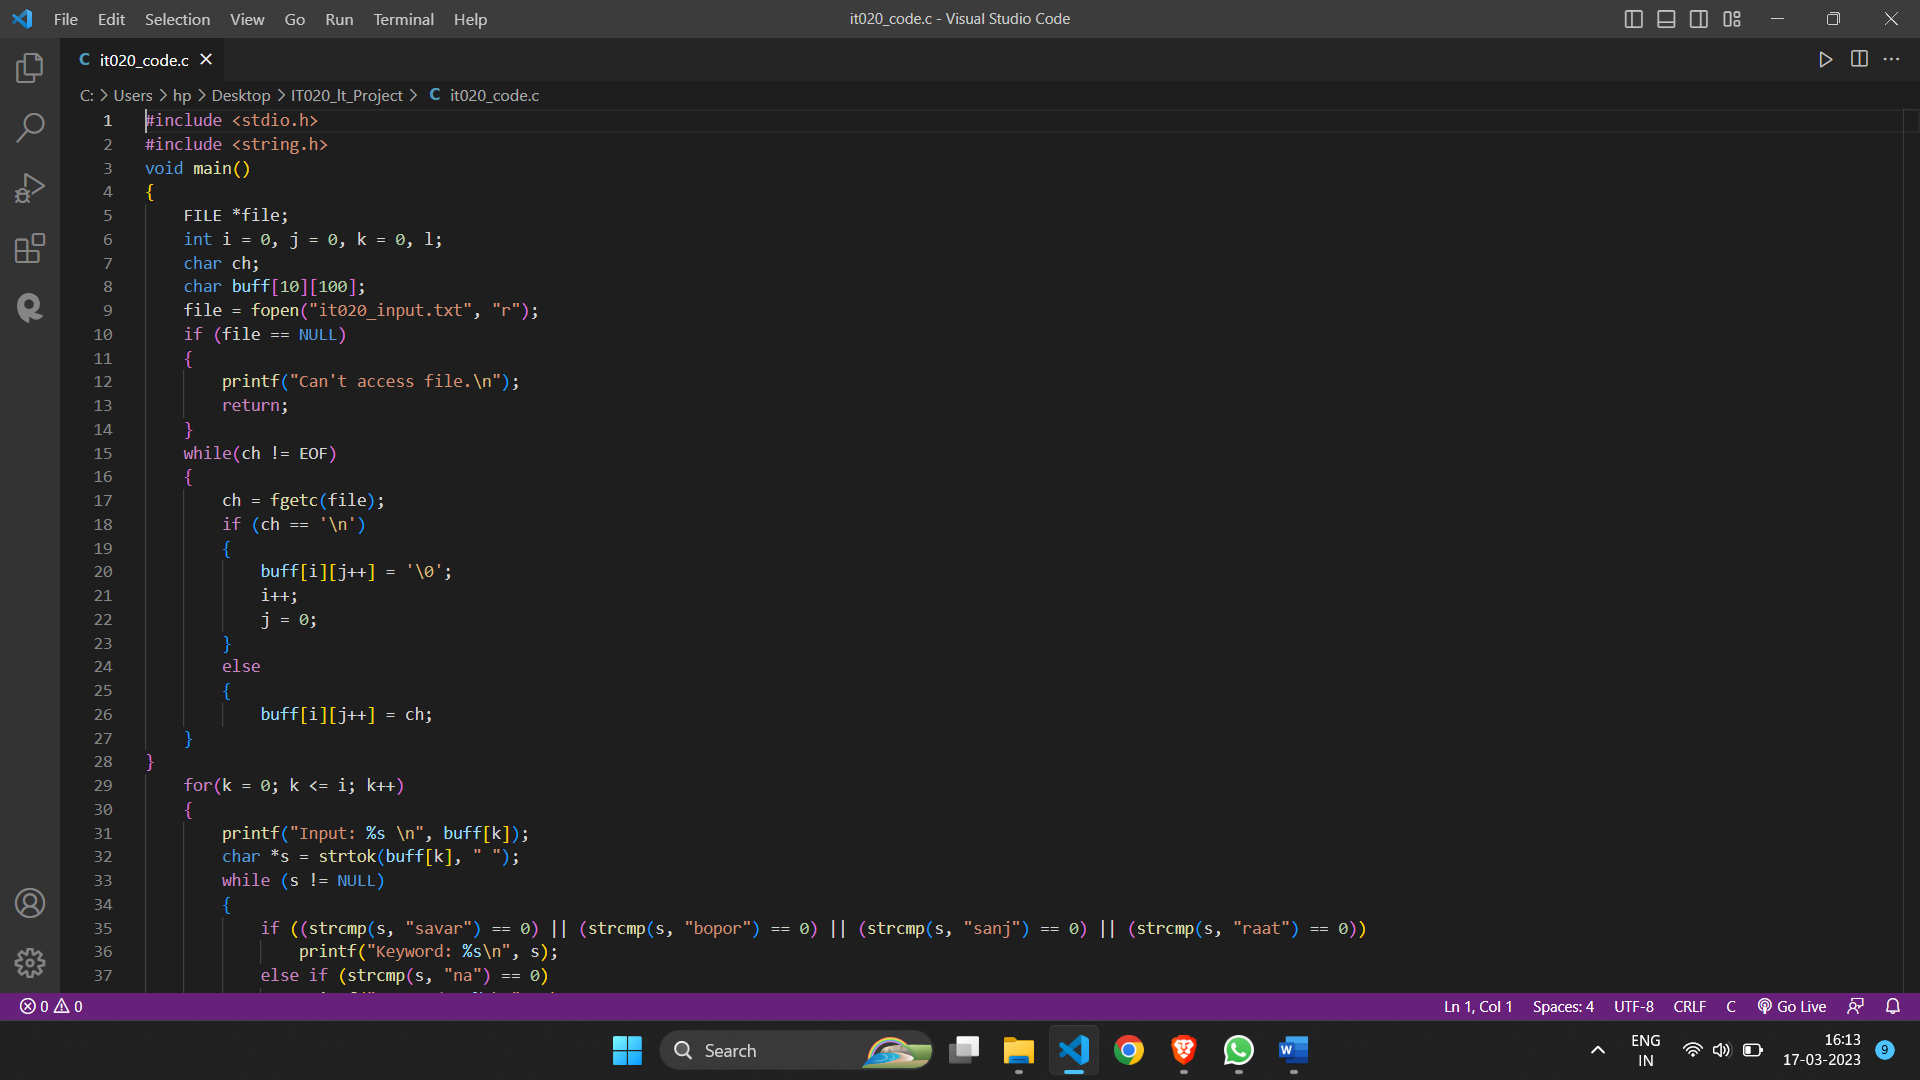 File Edit Selection View Go Run Terminal Help
it020_code.c - Visual Studio Code
C it020_code.c
C: > Users > hp > Desktop > IT020_lt_Project > C it020_code.c
1 #include <stdio.h>
2 #include <string.h>
3 void main()
4 {
5 FILE *file;
6 int i = 0, j = 0, k = 0, l;
7 char ch;
8 char buff[10][100];
9 file = fopen("it020_input.txt", "r");
10 if (file == NULL)
11 {
12 printf("Can't access file.\n");
13 return;
14 }
15 while(ch != EOF)
16 {
17 ch = fgetc(file);
18 if (ch == '\n')
19 {
20 buff[i][j++] = '\0';
21 i++;
22 j = 0;
23 }
24 else
25 {
26 buff[i][j++] = ch;
27 }
28 }
29 for(k = 0; k <= i; k++)
30 {
31 printf("Input: %s \n", buff[k]);
32 char *s = strtok(buff[k], " ");
33 while (s != NULL)
34 {
35 if ((strcmp(s, "savar") == 0) || (strcmp(s, "bopor") == 0) || (strcmp(s, "sanj") == 0) || (strcmp(s, "raat") == 0))
36 printf("Keyword: %s\n", s);
37 else if (strcmp(s, "na") == 0)
0 0
Ln 1, Col 1 Spaces: 4 UTF-8 CRLF C Go Live
Search
ENG
IN
16:13
17-03-2023
9